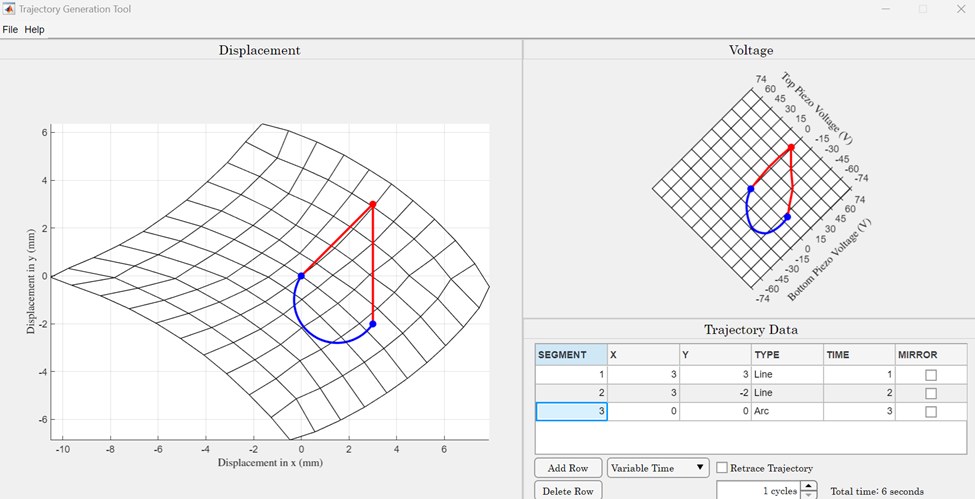 Trajectory Generation Tool
File Help
Displacement
6
4
2
0
-2
-4
-6
Displacement in y (mm)
-10 -8 -6 -4 -2 0 2 4 6
Displacement in x (mm)
Voltage
74
60
45
30
15
0
-15
-30
-45
-60
-74
Top Piezo Voltage (V)
74
60
45
30
15
0
-15
-30
-45
-60
-74
Bottom Piezo Voltage (V)
Trajectory Data
SEGMENT X Y TYPE TIME MIRROR
1 3 3 Line 1
2 3 -2 Line 2
3 0 0 Arc 3
Add Row Variable Time Retrace Trajectory
Delete Row 1 cycles Total time: 6 seconds